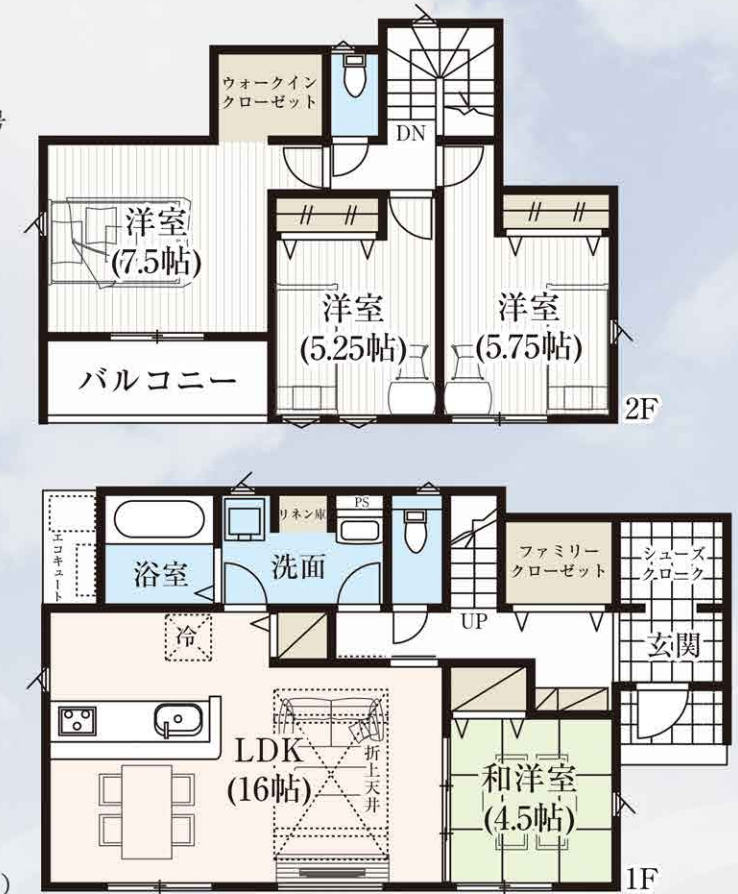 ウォークイン
クローゼット
DN
洋室
(7.5帖)
洋室
(5.25帖)
洋室
(5.75帖)
バルコニー
2F
エコキュート
浴室
リネン庫
PS
洗面
ファミリー
クローゼット
シューズ
クローク
玄関
UP
冷
LDK
(16帖)
折上天井
和洋室
(4.5帖)
1F
)